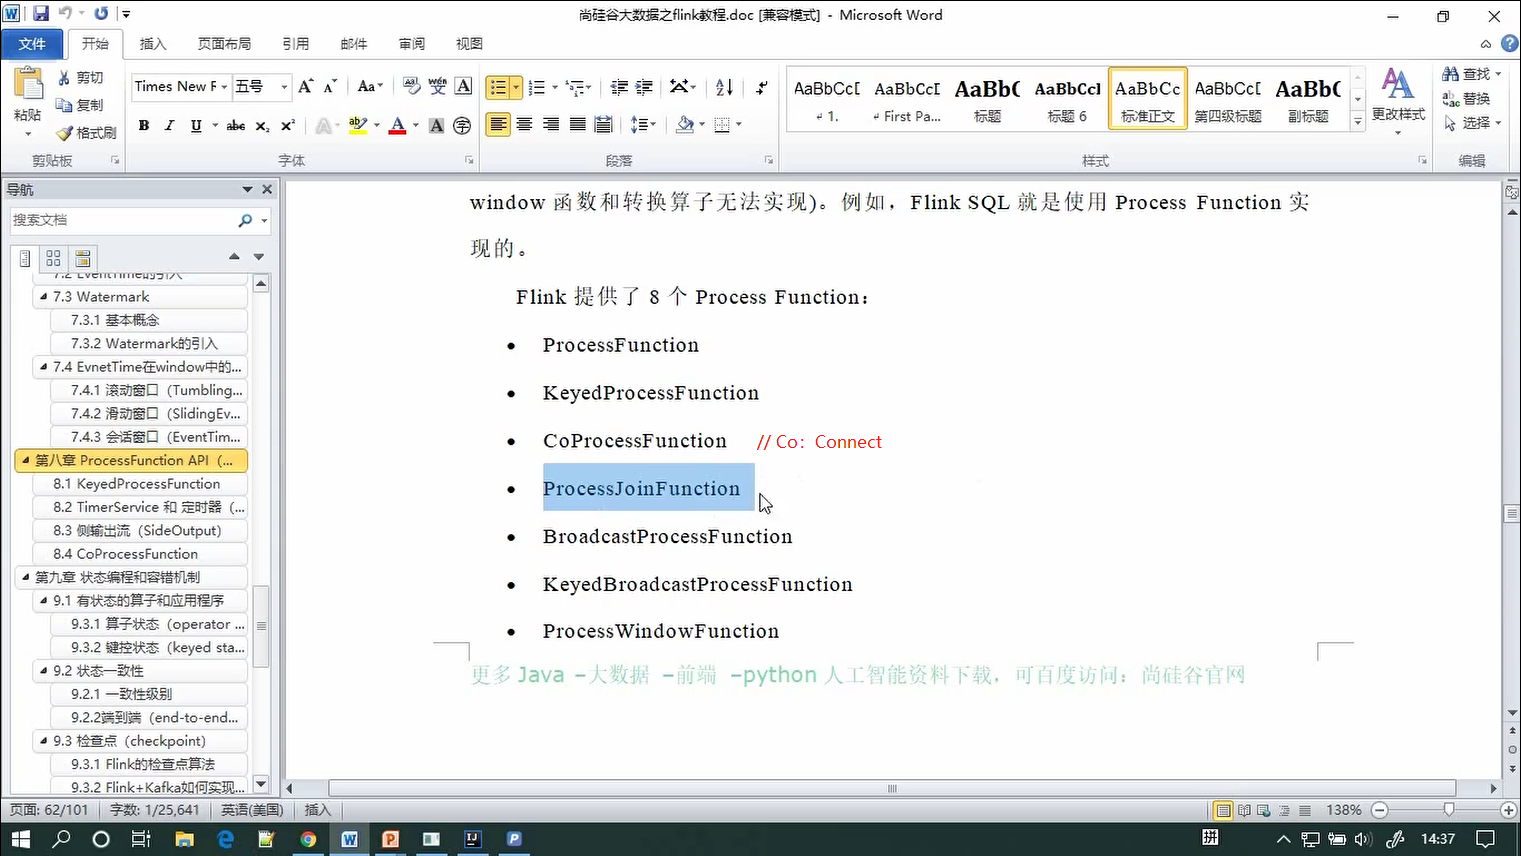 尚硅谷大数据之flink教程.doc [兼容模式] - Microsoft Word
文件 开始 插入 页面布局 引用 邮件 审阅 视图
粘贴 剪切 复制 格式刷 剪贴板
Times New F 五号 字体
段落
AaBbCcI AaBbCcI AaBb( AaBbCcI AaBbCc AaBbCcI AaBb(
1. First Pa... 标题 标题 6 标准正文 第四级标题 副标题
更改样式 样式
查找 替换 选择 编辑
导航
搜索文档
7.2 EventTime的引入
7.3 Watermark
7.3.1 基本概念
7.3.2 Watermark的引入
7.4 EvnetTime在window中的...
7.4.1 滚动窗口（Tumbling...
7.4.2 滑动窗口（SlidingEv...
7.4.3 会话窗口（EventTim...
第八章 ProcessFunction API（...
8.1 KeyedProcessFunction
8.2 TimerService 和 定时器（...
8.3 侧输出流（SideOutput）
8.4 CoProcessFunction
第九章 状态编程和容错机制
9.1 有状态的算子和应用程序
9.3.1 算子状态（operator ...
9.3.2 键控状态（keyed sta...
9.2 状态一致性
9.2.1 一致性级别
9.2.2端到端（end-to-end...
9.3 检查点（checkpoint）
9.3.1 Flink的检查点算法
9.3.2 Flink+Kafka如何实现...
window 函数和转换算子无法实现)。例如，Flink SQL 就是使用 Process Function 实
现的。
Flink 提供了 8 个 Process Function：
• ProcessFunction
• KeyedProcessFunction
• CoProcessFunction // Co：Connect
• ProcessJoinFunction
• BroadcastProcessFunction
• KeyedBroadcastProcessFunction
• ProcessWindowFunction
更多 Java –大数据 –前端 –python 人工智能资料下载，可百度访问：尚硅谷官网
页面: 62/101 字数: 1/25,641 英语(美国) 插入 138%
拼 14:37